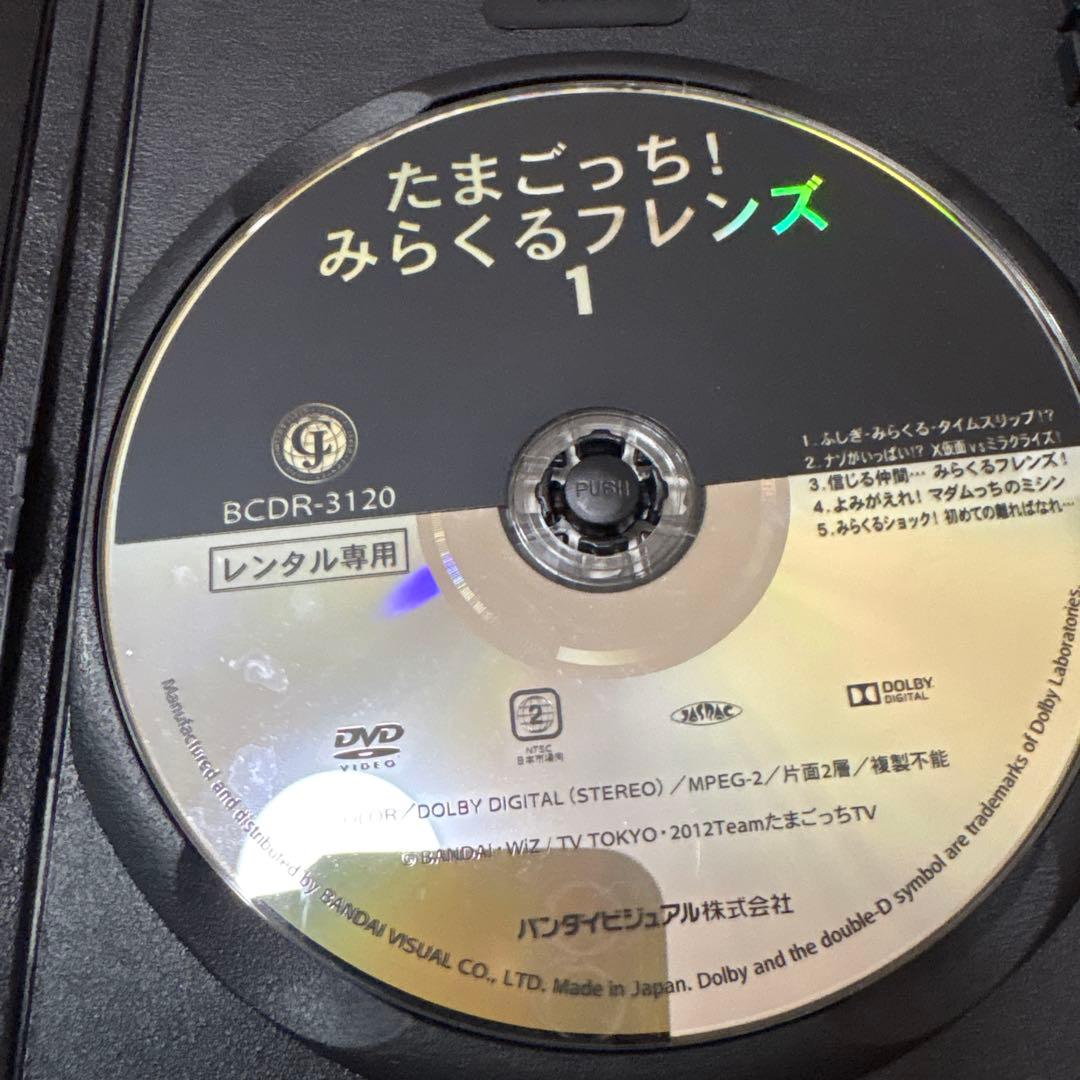 たまごっち！
みらくるフレンズ
1
BCDR-3120
レンタル専用
1.ふしぎ・みらくる・タイムスリップ!?
2.ナゾがいっぱい!? X仮面vsミラクライズ!
3.信じる仲間… みらくるフレンズ!
4.よみがえれ! マダムっちのミシン
5.みらくるショック! 初めての離ればなれ…
PUSH
DVD
VIDEO
2
NTSC
日本市場向
JASRAC
DOLBY
DIGITAL
COLOR／DOLBY DIGITAL（STEREO）／MPEG-2／片面2層／複製不能
©BANDAI・WiZ / TV TOKYO・2012TeamたまごっちTV
バンダイビジュアル株式会社
Manufactured and distributed by BANDAI VISUAL CO., LTD. Made in Japan. Dolby and the double-D symbol are trademarks of Dolby Laboratories.